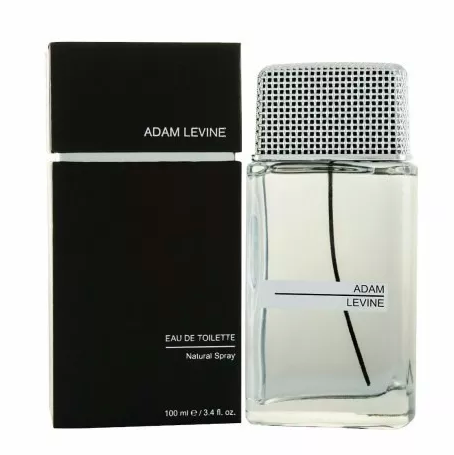 ADAM LEVINE
EAU DE TOILETTE
Natural Spray
100 ml ℮ / 3.4 fl. oz.
ADAM
LEVINE